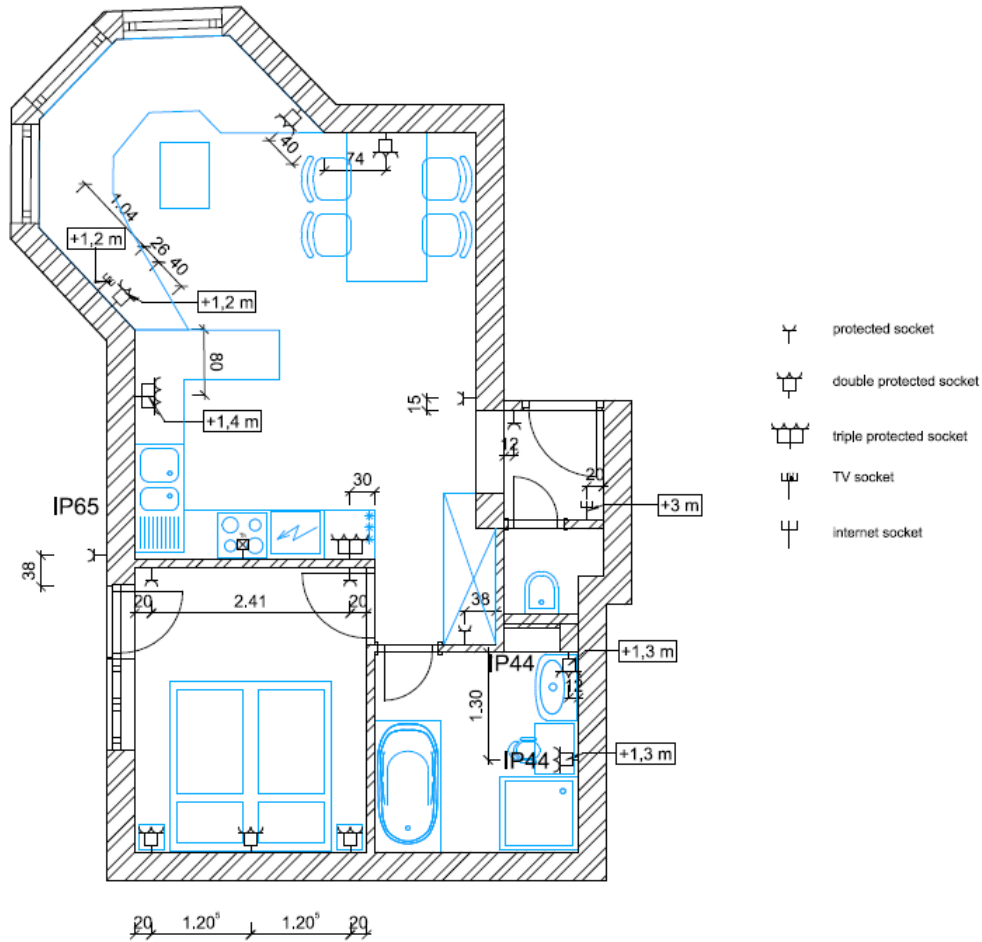 40
74
1.04
+1,2 m
26
40
+1,2 m
80
+1,4 m
15
12
20
+3 m
30
IP65
38
20
2.41
20
38
IP44
+1,3 m
12
1.30
IP44
+1,3 m
20
1.20⁵
1.20⁵
20
protected socket
double protected socket
triple protected socket
TV socket
internet socket